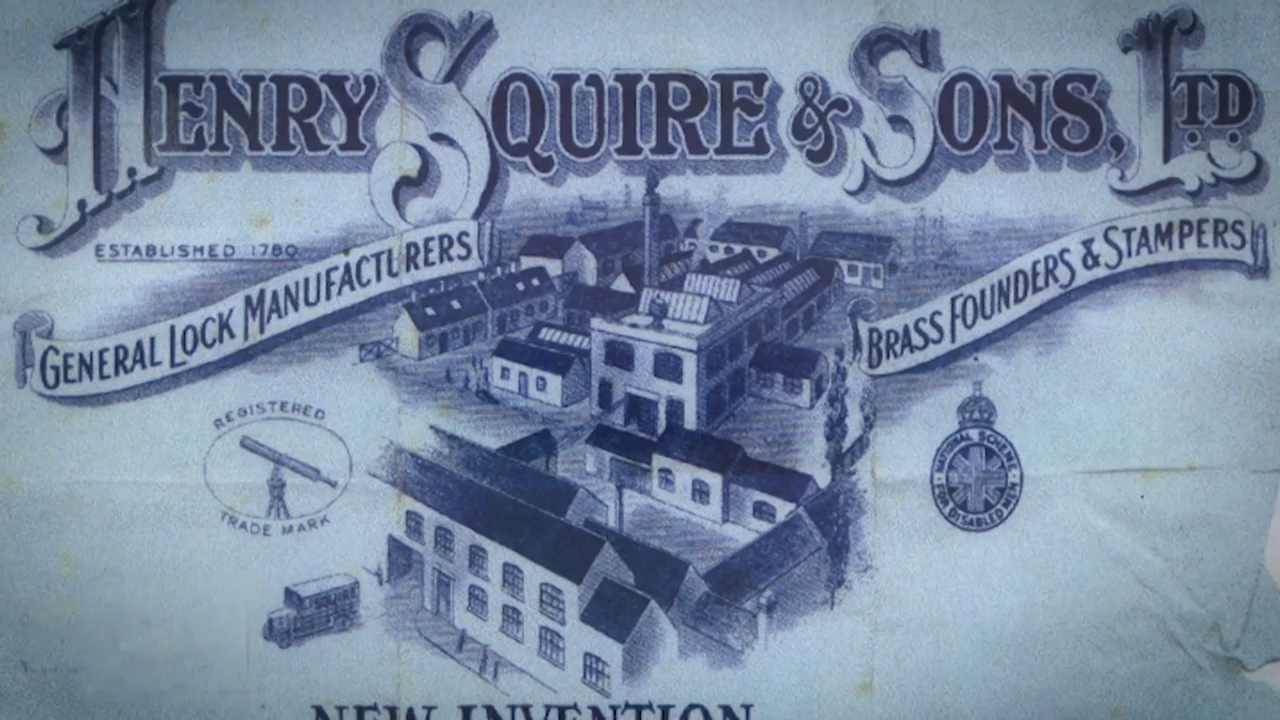 HENRY SQUIRE & SONS, LTD
ESTABLISHED 1780
GENERAL LOCK MANUFACTURERS
BRASS FOUNDERS & STAMPERS
REGISTERED
TRADE MARK
NATIONAL SCHEME
FOR DISABLED MEN
SQUIRE
NEW INVENTION